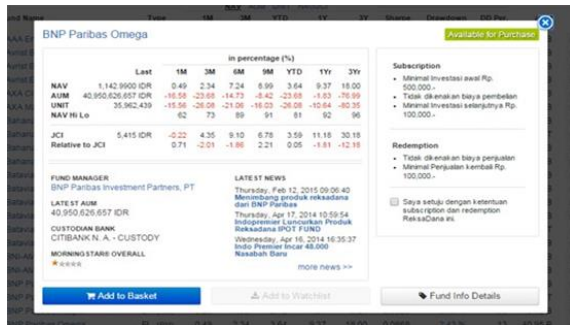 BNP Paribas Omega
Available for Purchase
in percentage (%)
Last 1M 3M 6M 9M YTD 1Yr 3Yr
NAV 1,142.9900 IDR 0.49 2.34 7.24 8.99 3.64 9.37 18.00
AUM 40,950,626,657 IDR -16.58 -23.68 -14.73 -8.42 -23.68 -1.83 -76.99
UNIT 35,962,439 -15.56 -26.08 -21.06 -16.03 -26.08 -10.64 -80.35
NAV Hi Lo 62 73 89 91 81 92 96
JCI 5,415 IDR -0.22 4.35 9.10 6.78 3.59 11.18 30.18
Relative to JCI 0.71 -2.01 -1.86 2.21 0.05 -1.81 -12.18
FUND MANAGER
BNP Paribas Investment Partners, PT
LATEST AUM
40,950,626,657 IDR
CUSTODIAN BANK
CITIBANK N. A. - CUSTODY
MORNINGSTAR® OVERALL
LATEST NEWS
Thursday, Feb 12, 2015 09:06:40
Menimbang produk reksadana
dari BNP Paribas
Thursday, Apr 17, 2014 10:59:54
Indopremier Luncurkan Produk
Reksadana IPOT FUND
Wednesday, Apr 16, 2014 16:35:37
Indo Premier Incar 48.000
Nasabah Baru
more news >>
Subscription
Minimal Investasi awal Rp.
500.000,-
Tidak dikenakan biaya pembelian
Minimal Investasi selanjutnya Rp.
100,000,-
Redemption
Tidak dikenakan biaya penjualan
Minimal Penjualan kembali Rp.
100,000,-
Saya setuju dengan ketentuan
subscription dan redemption
ReksaDana ini.
Add to Basket
Add to Watchlist
Fund Info Details